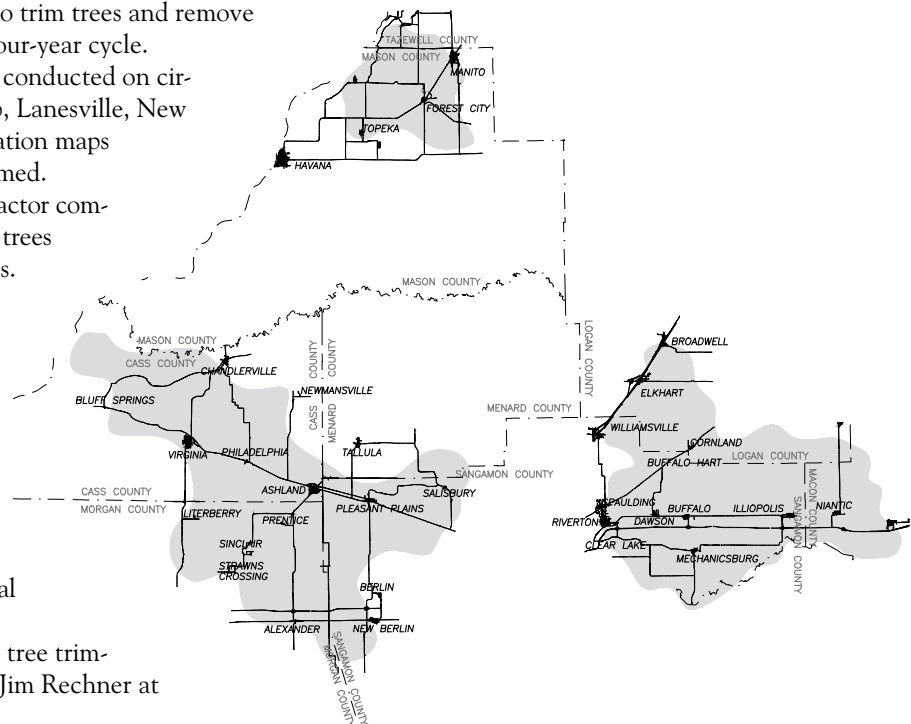 o trim trees and remove
our-year cycle.
conducted on cir-
, Lanesville, New
ation maps
med.
actor com-
trees
s.
al
tree trim-
Jim Rechner at
TAZEWELL COUNTY
MASON COUNTY
MANITO
FOREST CITY
TOPEKA
HAVANA
MASON COUNTY
MASON COUNTY
CASS COUNTY
CHANDLERVILLE
BLUFF SPRINGS
NEWMANSVILLE
CASS COUNTY
MENARD COUNTY
LOGAN COUNTY
MENARD COUNTY
VIRGINIA
PHILADELPHIA
TALLULA
SANGAMON COUNTY
ASHLAND
SALISBURY
CASS COUNTY
MORGAN COUNTY
PLEASANT PLAINS
LITERBERRY
PRENTICE
SINCLAIR
STRAWNS
CROSSING
BERLIN
ALEXANDER
NEW BERLIN
SANGAMON COUNTY
MORGAN COUNTY
BROADWELL
ELKHART
WILLIAMSVILLE
CORNLAND
LOGAN COUNTY
BUFFALO HART
MACON COUNTY
SANGAMON COUNTY
SPAULDING
RIVERTON
DAWSON
BUFFALO
ILLIOPOLIS
NIANTIC
CLEAR LAKE
MECHANICSBURG